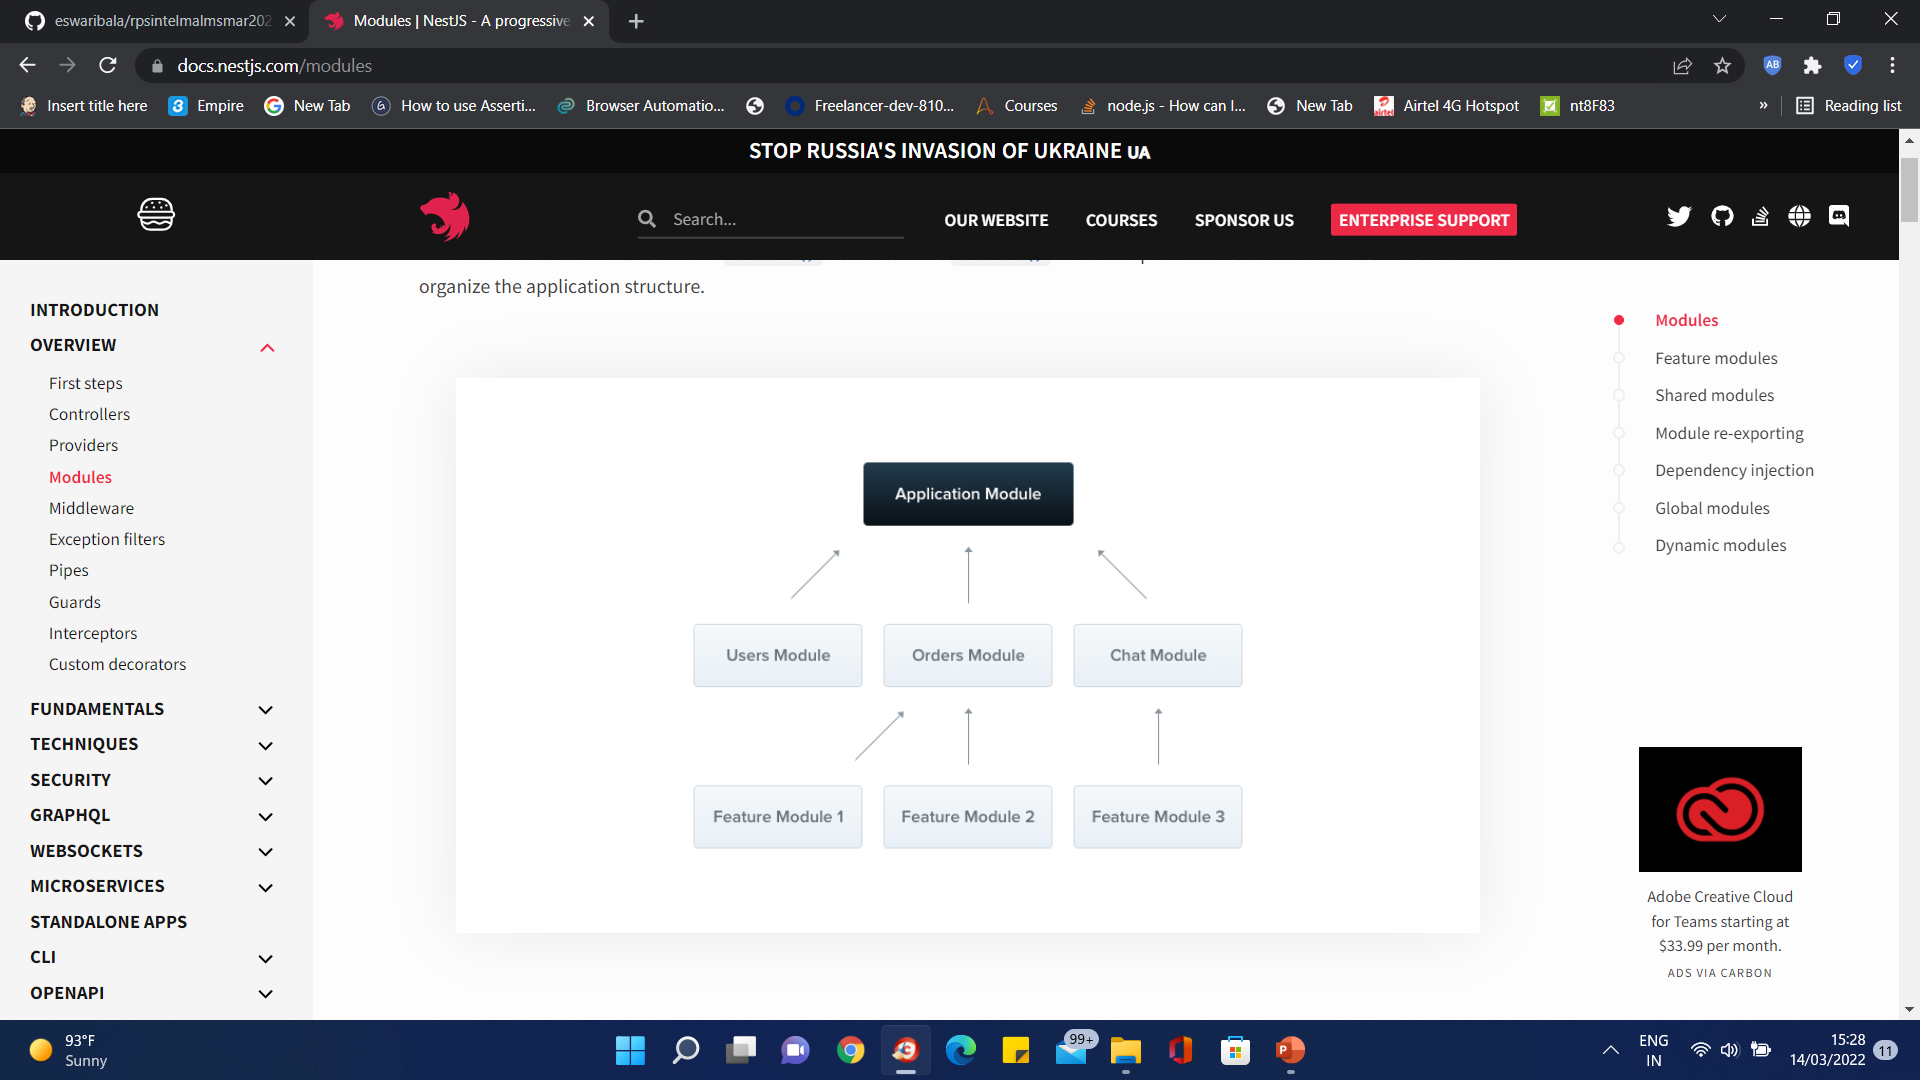 eswaribala/rpsintelmalmsmar202
Modules | NestJS - A progressive
docs.nestjs.com/modules
Insert title here
Empire
New Tab
How to use Asserti...
Browser Automatio...
Freelancer-dev-810...
Courses
node.js - How can I...
New Tab
Airtel 4G Hotspot
nt8F83
»
Reading list
STOP RUSSIA'S INVASION OF UKRAINE UA
Search...
OUR WEBSITE
COURSES
SPONSOR US
ENTERPRISE SUPPORT
INTRODUCTION
OVERVIEW
First steps
Controllers
Providers
Modules
Middleware
Exception filters
Pipes
Guards
Interceptors
Custom decorators
FUNDAMENTALS
TECHNIQUES
SECURITY
GRAPHQL
WEBSOCKETS
MICROSERVICES
STANDALONE APPS
CLI
OPENAPI
organize the application structure.
Application Module
Users Module
Orders Module
Chat Module
Feature Module 1
Feature Module 2
Feature Module 3
Modules
Feature modules
Shared modules
Module re-exporting
Dependency injection
Global modules
Dynamic modules
Adobe Creative Cloud
for Teams starting at
$33.99 per month.
ADS VIA CARBON
93°F
Sunny
99+
ENG
IN
15:28
14/03/2022
11